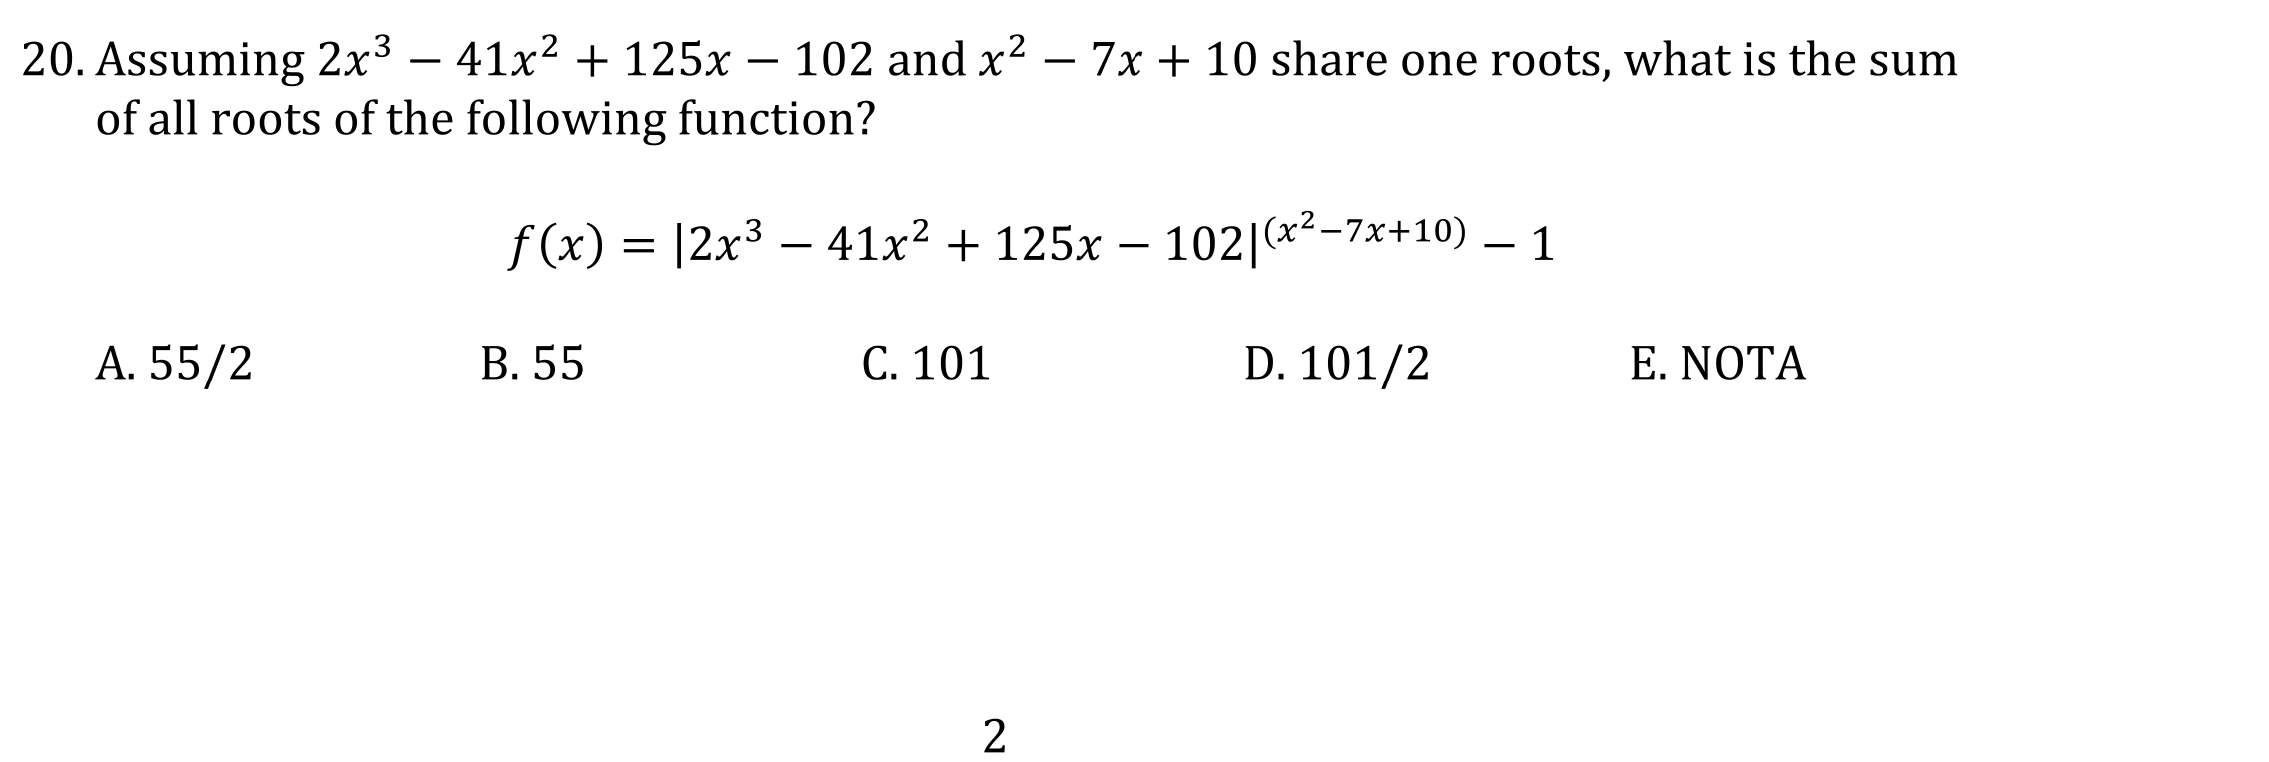 20. Assuming 2x³ − 41x² + 125x − 102 and x² − 7x + 10 share one roots, what is the sum
of all roots of the following function?
f(x) = |2x³ − 41x² + 125x − 102|^(x²−7x+10) − 1
A. 55/2 B. 55 C. 101 D. 101/2 E. NOTA
2